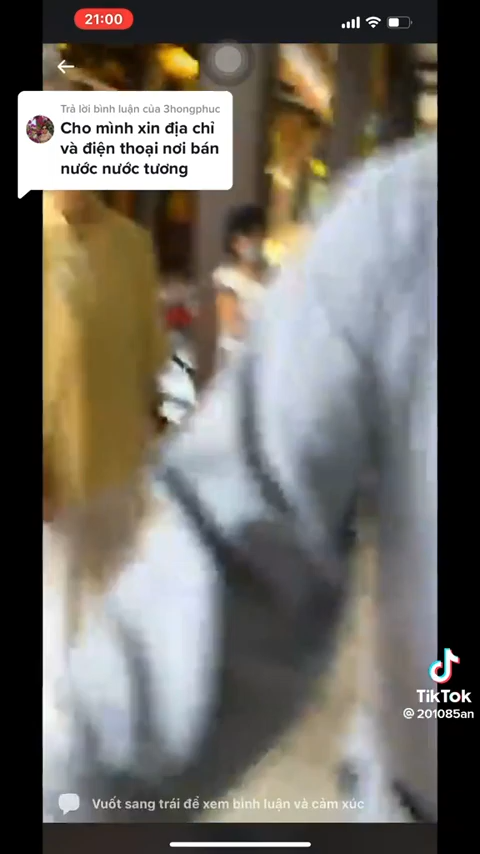 21:00
Trả lời bình luận của 3hongphuc
Cho mình xin địa chỉ
và điện thoại nơi bán
nước nước tương
TikTok
@ 201085an
Vuốt sang trái để xem bình luận và cảm xúc